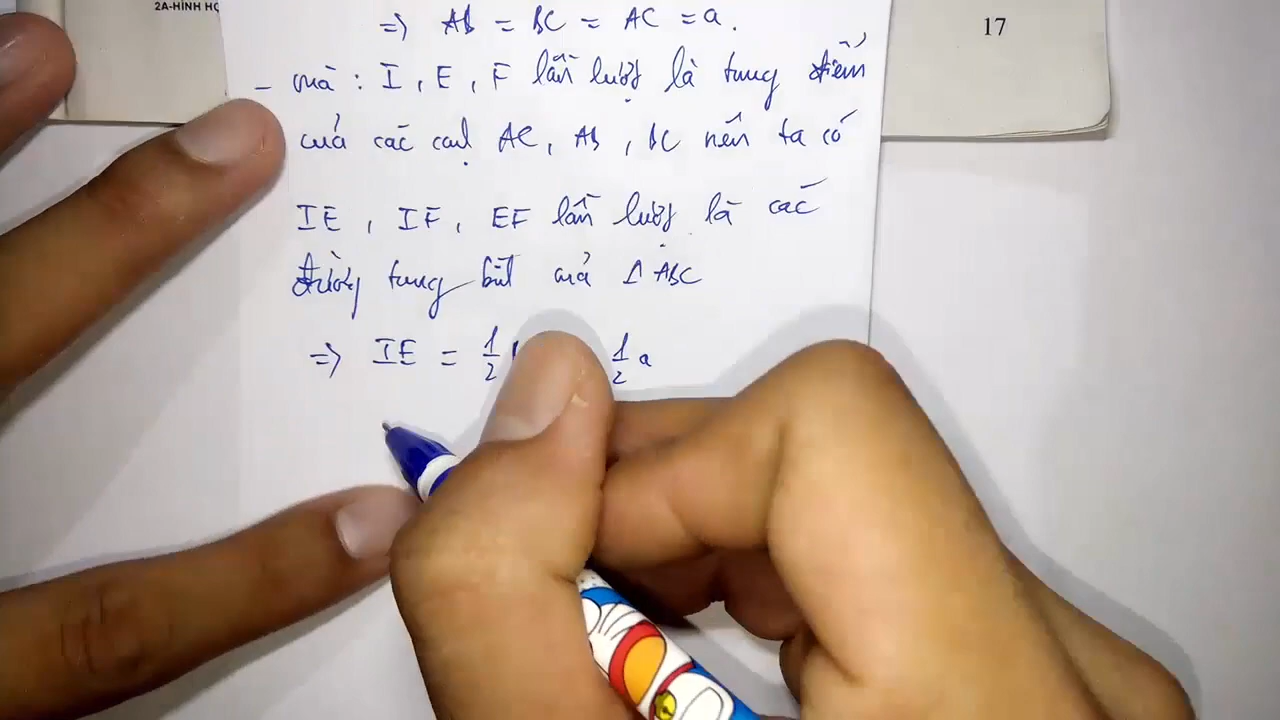 2A-HÌNH HỌ
17
=> AB = BC = AC = a.
- mà : I , E , F lần lượt là trung điểm
của các cạnh AC, AB , BC nên ta có
IE , IF , EF lần lượt là các
đường trung bình của Δ ABC
=> IE = 1/2 1/2 a